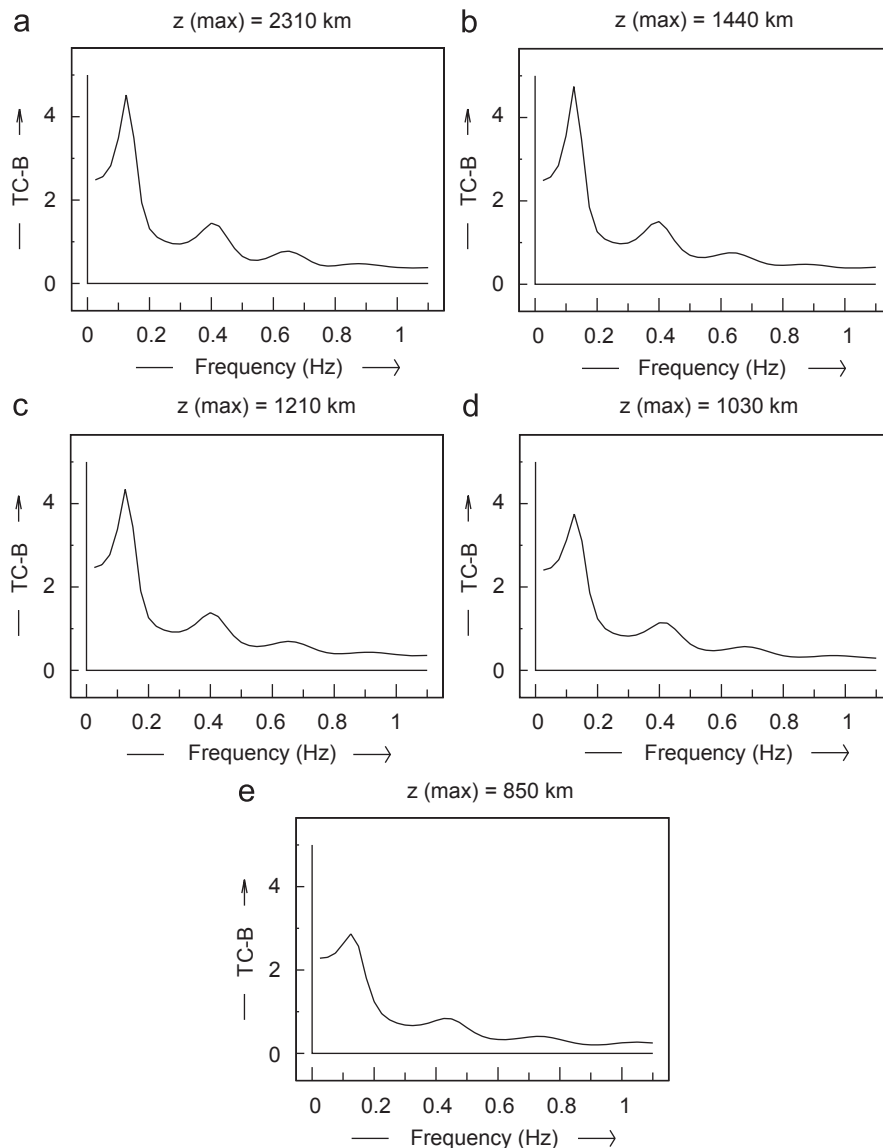 a
z (max) = 2310 km
4
2
0
TC-B
0 0.2 0.4 0.6 0.8 1
Frequency (Hz)
b
z (max) = 1440 km
4
2
0
TC-B
0 0.2 0.4 0.6 0.8 1
Frequency (Hz)
c
z (max) = 1210 km
4
2
0
TC-B
0 0.2 0.4 0.6 0.8 1
Frequency (Hz)
d
z (max) = 1030 km
4
2
0
TC-B
0 0.2 0.4 0.6 0.8 1
Frequency (Hz)
e
z (max) = 850 km
4
2
0
TC-B
0 0.2 0.4 0.6 0.8 1
Frequency (Hz)